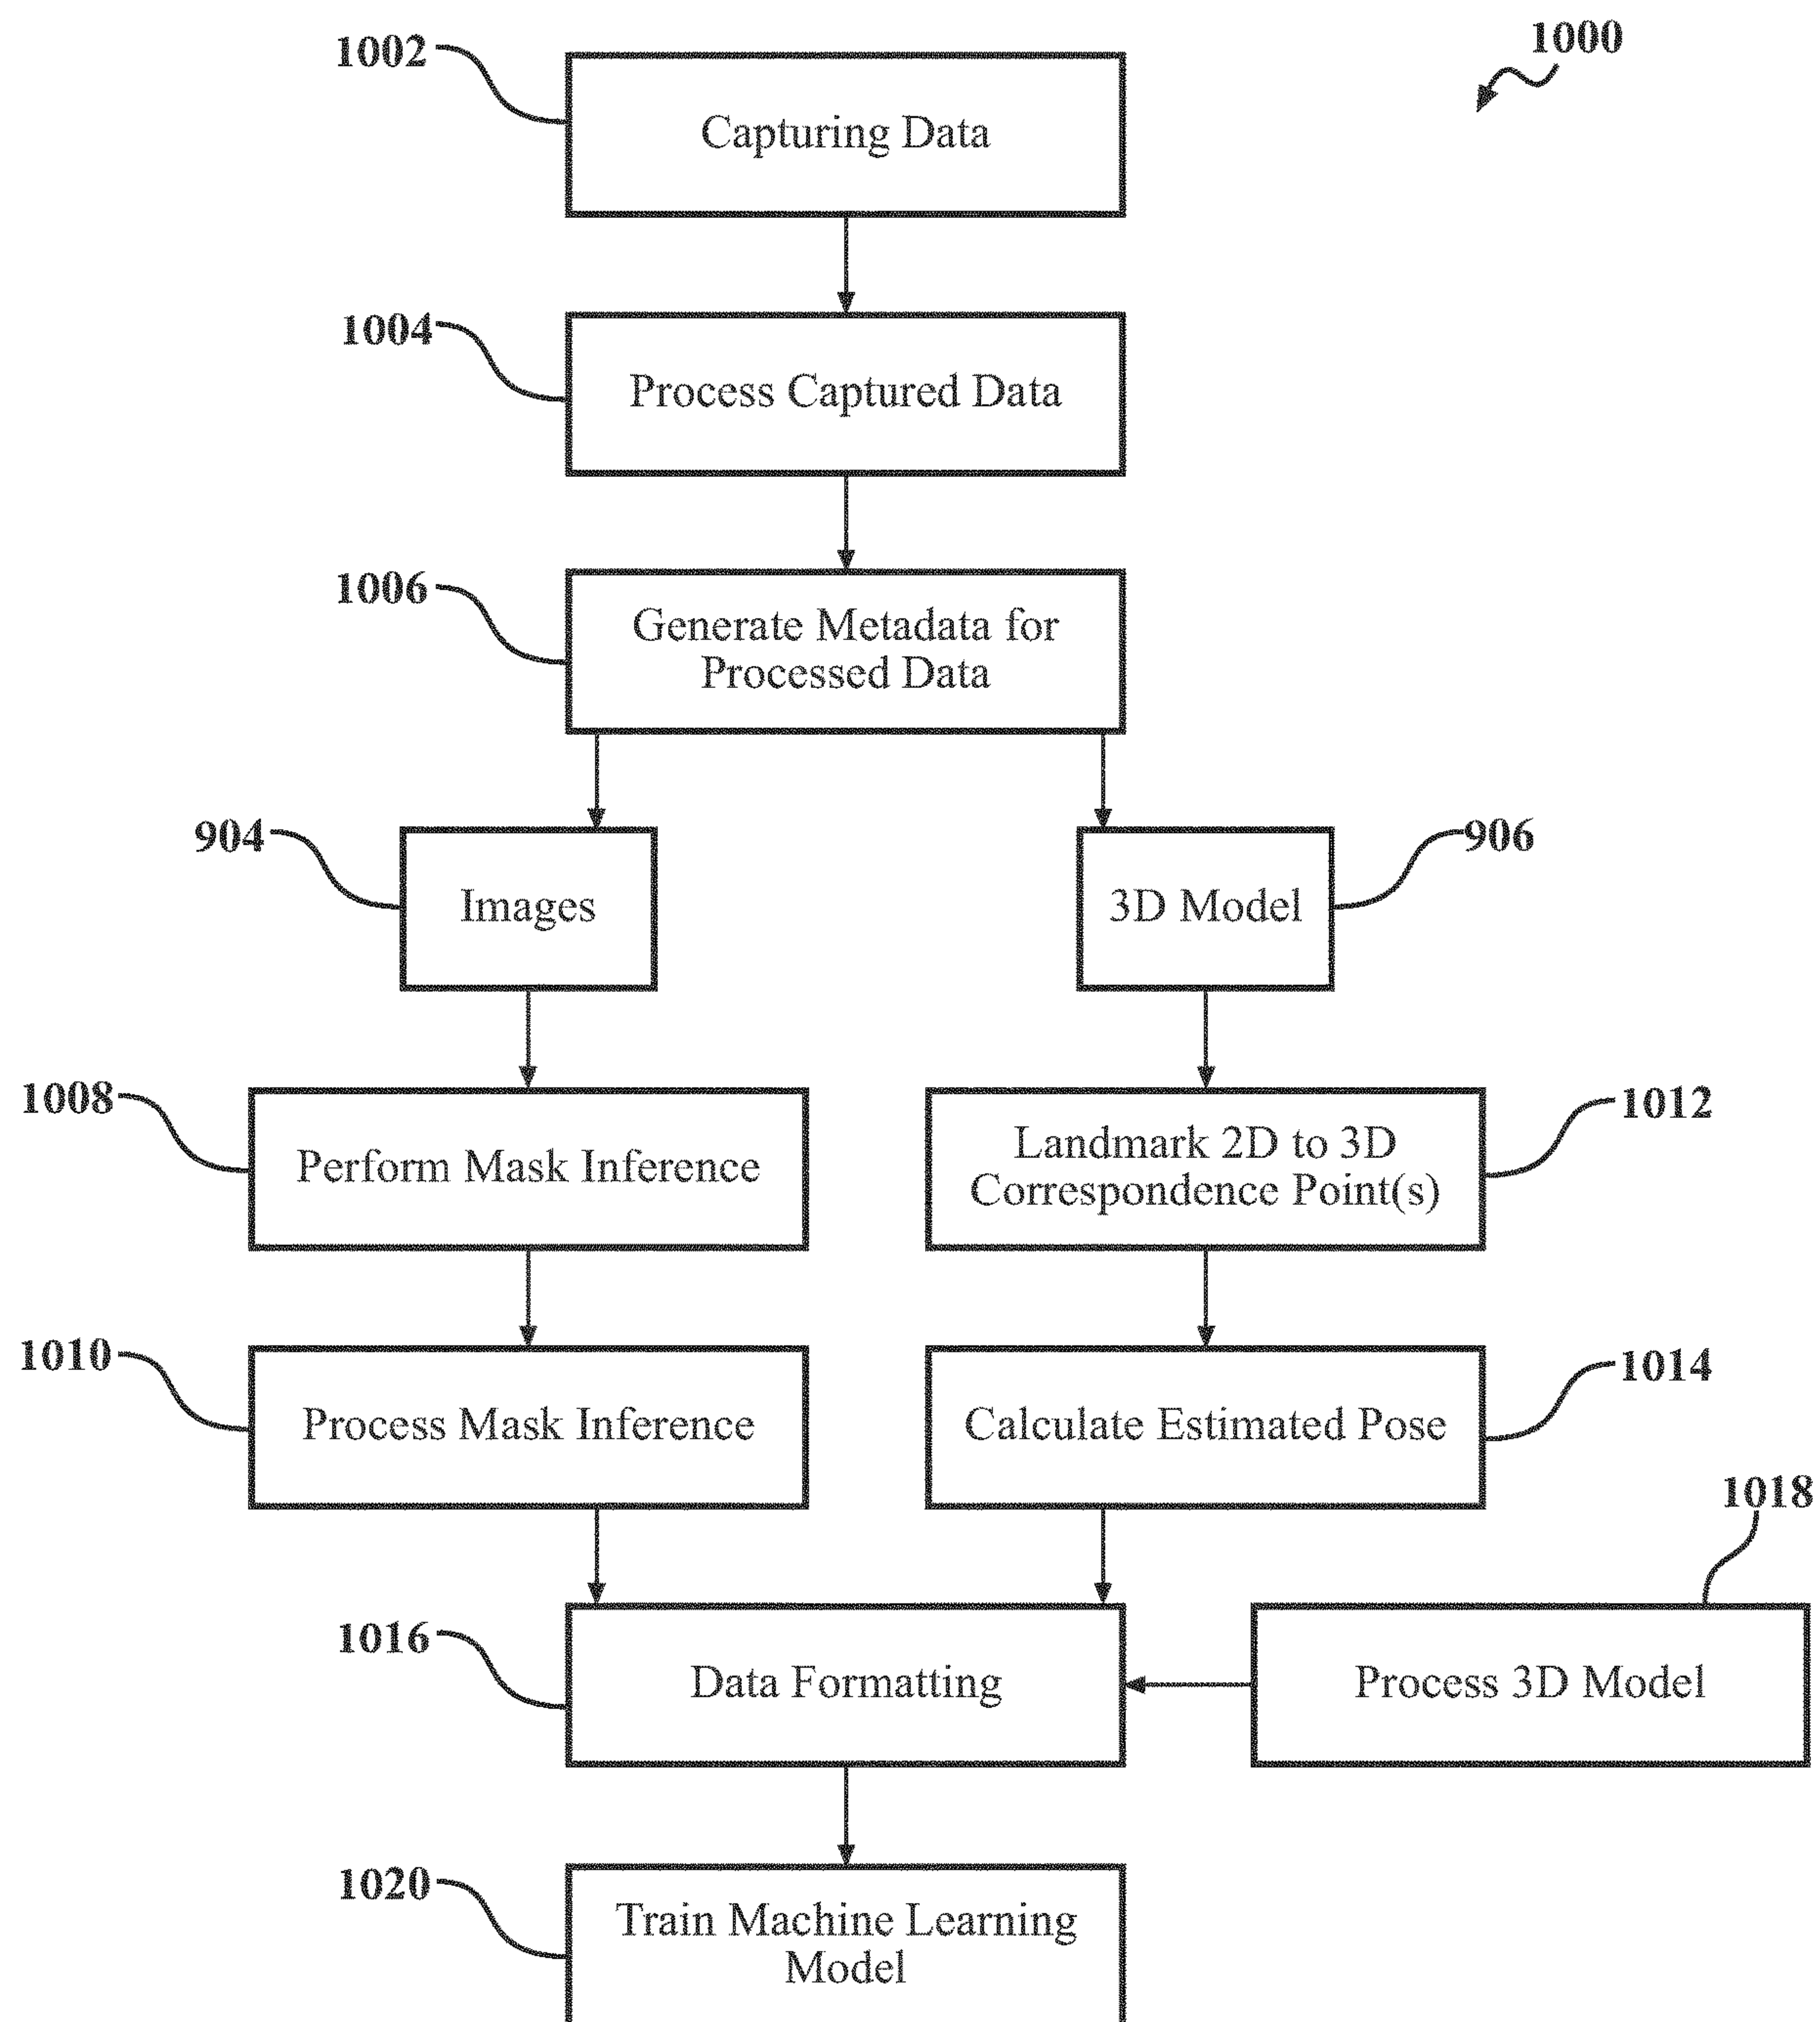 1000
1002
Capturing Data
1004
Process Captured Data
1006
Generate Metadata for
Processed Data
904
Images
906
3D Model
1008
Perform Mask Inference
1012
Landmark 2D to 3D
Correspondence Point(s)
1010
Process Mask Inference
1014
Calculate Estimated Pose
1018
1016
Data Formatting
Process 3D Model
1020
Train Machine Learning
Model